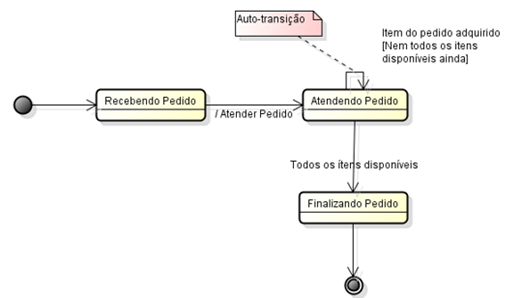 Auto-transição
Item do pedido adquirido
[Nem todos os itens
disponíveis ainda]
Recebendo Pedido
/ Atender Pedido
Atendendo Pedido
Todos os ítens disponíveis
Finalizando Pedido